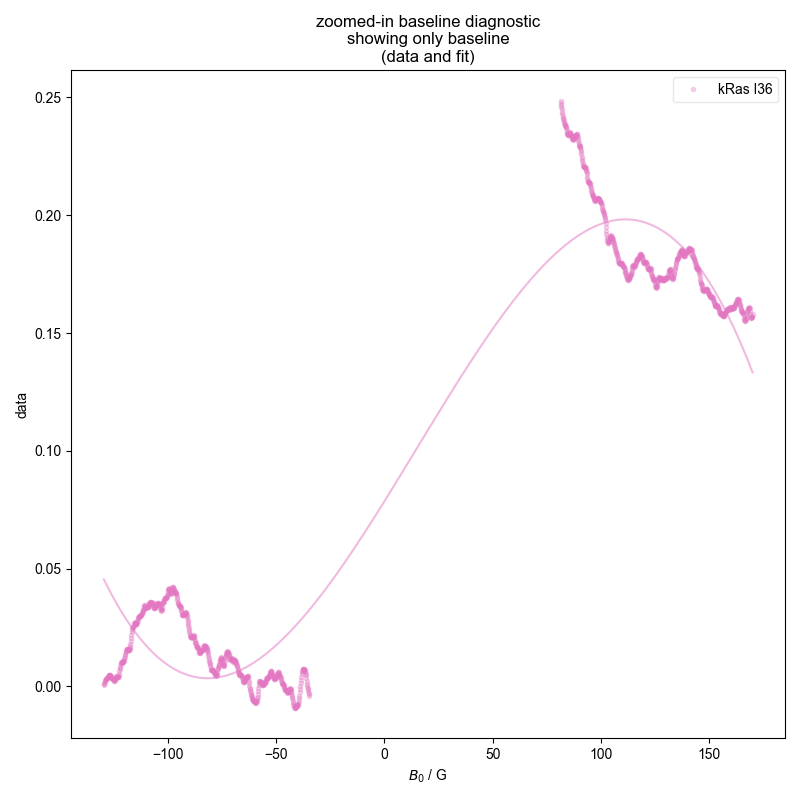 zoomed-in baseline diagnostic
showing only baseline
(data and fit)
kRas I36
0.25
0.20
0.15
0.10
0.05
0.00
data
−100
−50
0
50
100
150
B₀ / G